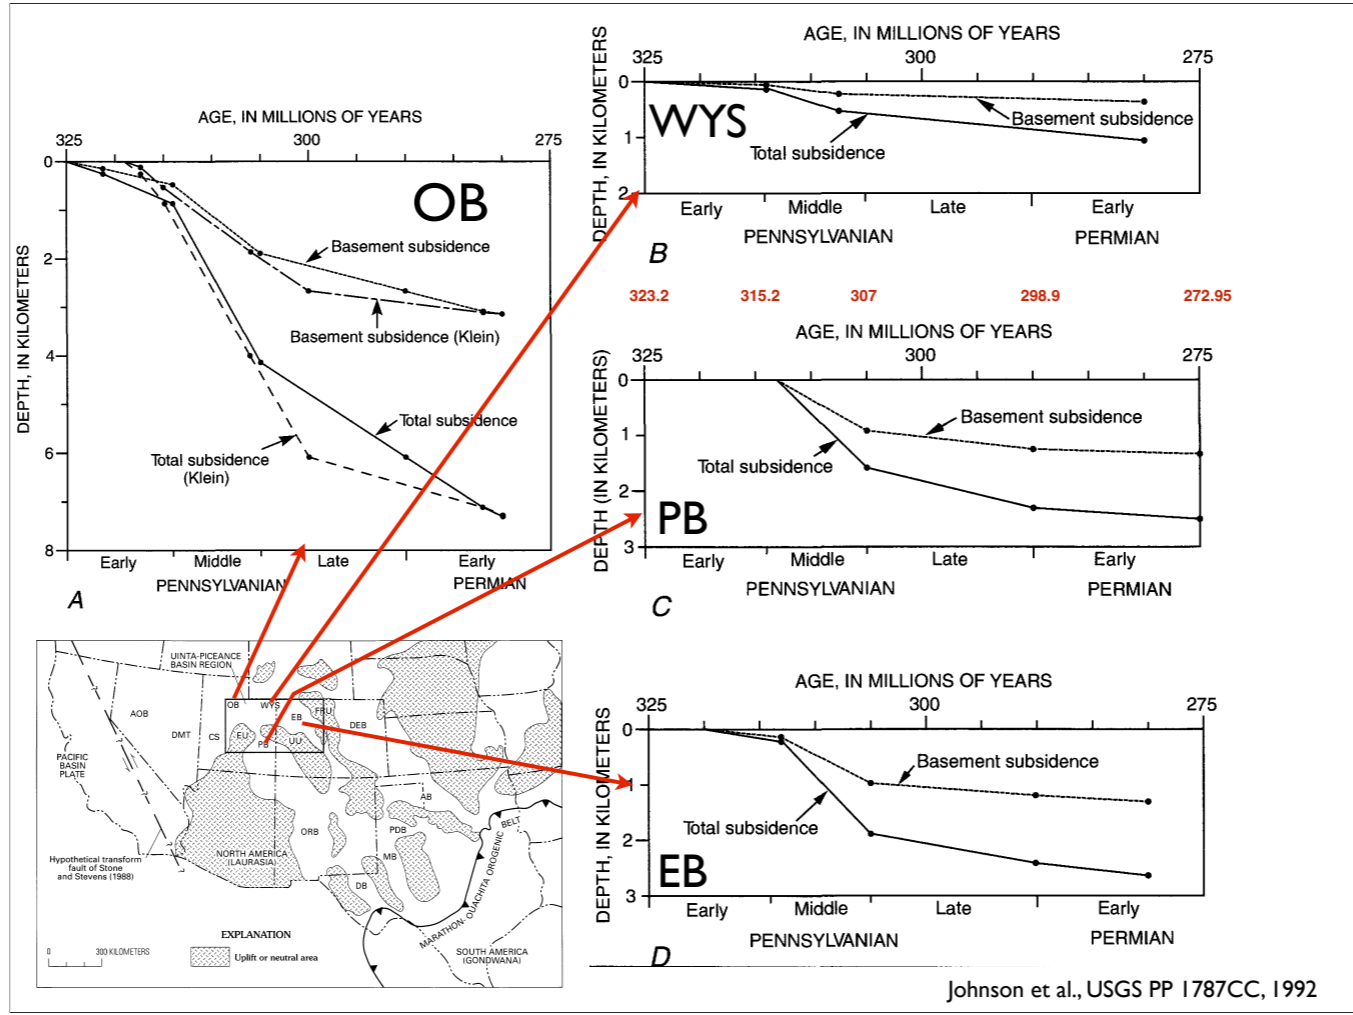 AGE, IN MILLIONS OF YEARS
325
300
275
0
2
4
6
8
DEPTH, IN KILOMETERS
OB
Basement subsidence
Basement subsidence (Klein)
Total subsidence
Total subsidence
(Klein)
Early
Middle
Late
Early
PENNSYLVANIAN
PERMIAN
A
AGE, IN MILLIONS OF YEARS
325
300
275
0
1
2
DEPTH, IN KILOMETERS
WYS
Basement subsidence
Total subsidence
Early
Middle
Late
Early
PENNSYLVANIAN
PERMIAN
B
323.2
315.2
307
298.9
272.95
AGE, IN MILLIONS OF YEARS
325
300
275
0
1
2
3
DEPTH (IN KILOMETERS)
Basement subsidence
Total subsidence
PB
Early
Middle
Late
Early
PENNSYLVANIAN
PERMIAN
C
AGE, IN MILLIONS OF YEARS
325
300
275
0
1
2
3
DEPTH, IN KILOMETERS
Basement subsidence
Total subsidence
EB
Early
Middle
Late
Early
PENNSYLVANIAN
PERMIAN
D
UINTA-PICEANCE
BASIN REGION
OB
WYS
AOB
EB
FRU
DEB
DMT
CS
EU
PB
UU
PACIFIC
BASIN
PLATE
AB
ORB
PDB
BELT
NORTH AMERICA
(LAURASIA)
MB
DB
Hypothetical transform
fault of Stone
and Stevens (1988)
MARATHON-OUACHITA OROGENIC
EXPLANATION
0
300 KILOMETERS
Uplift or neutral area
SOUTH AMERICA
(GONDWANA)
Johnson et al., USGS PP 1787CC, 1992